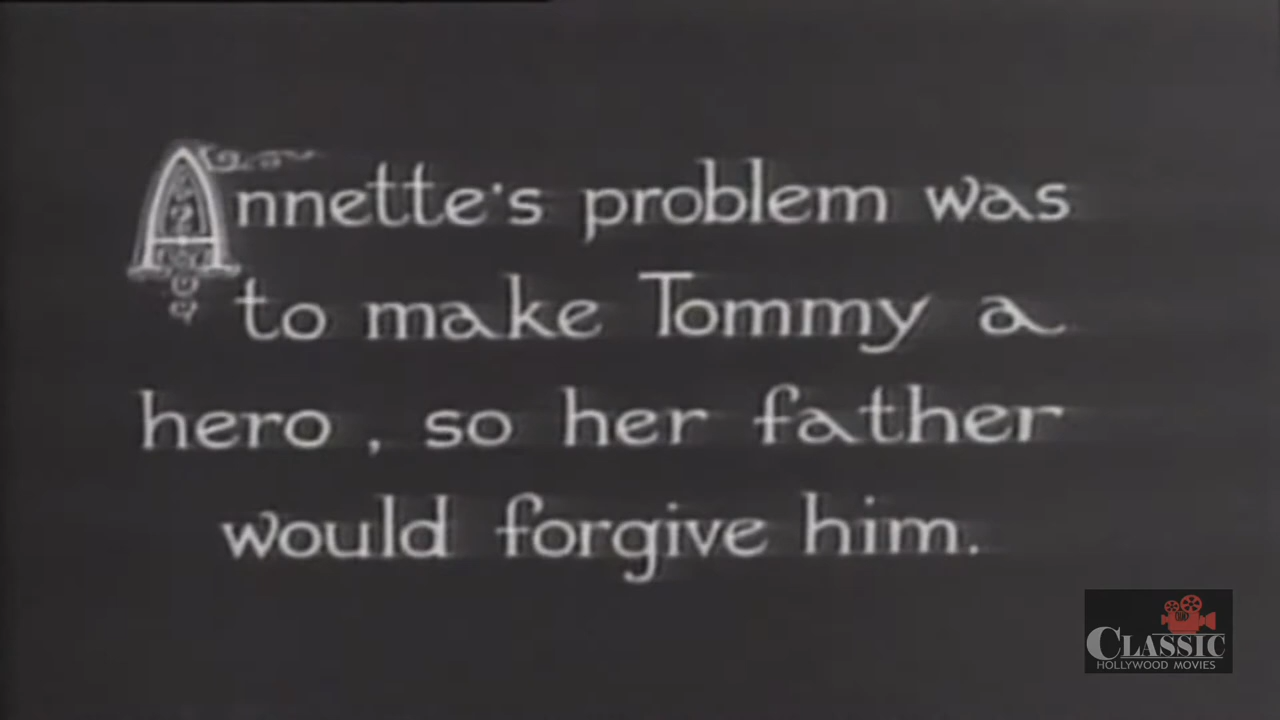 Annette's problem was
to make Tommy a
hero, so her father
would forgive him.
CLASSIC
HOLLYWOOD MOVIES